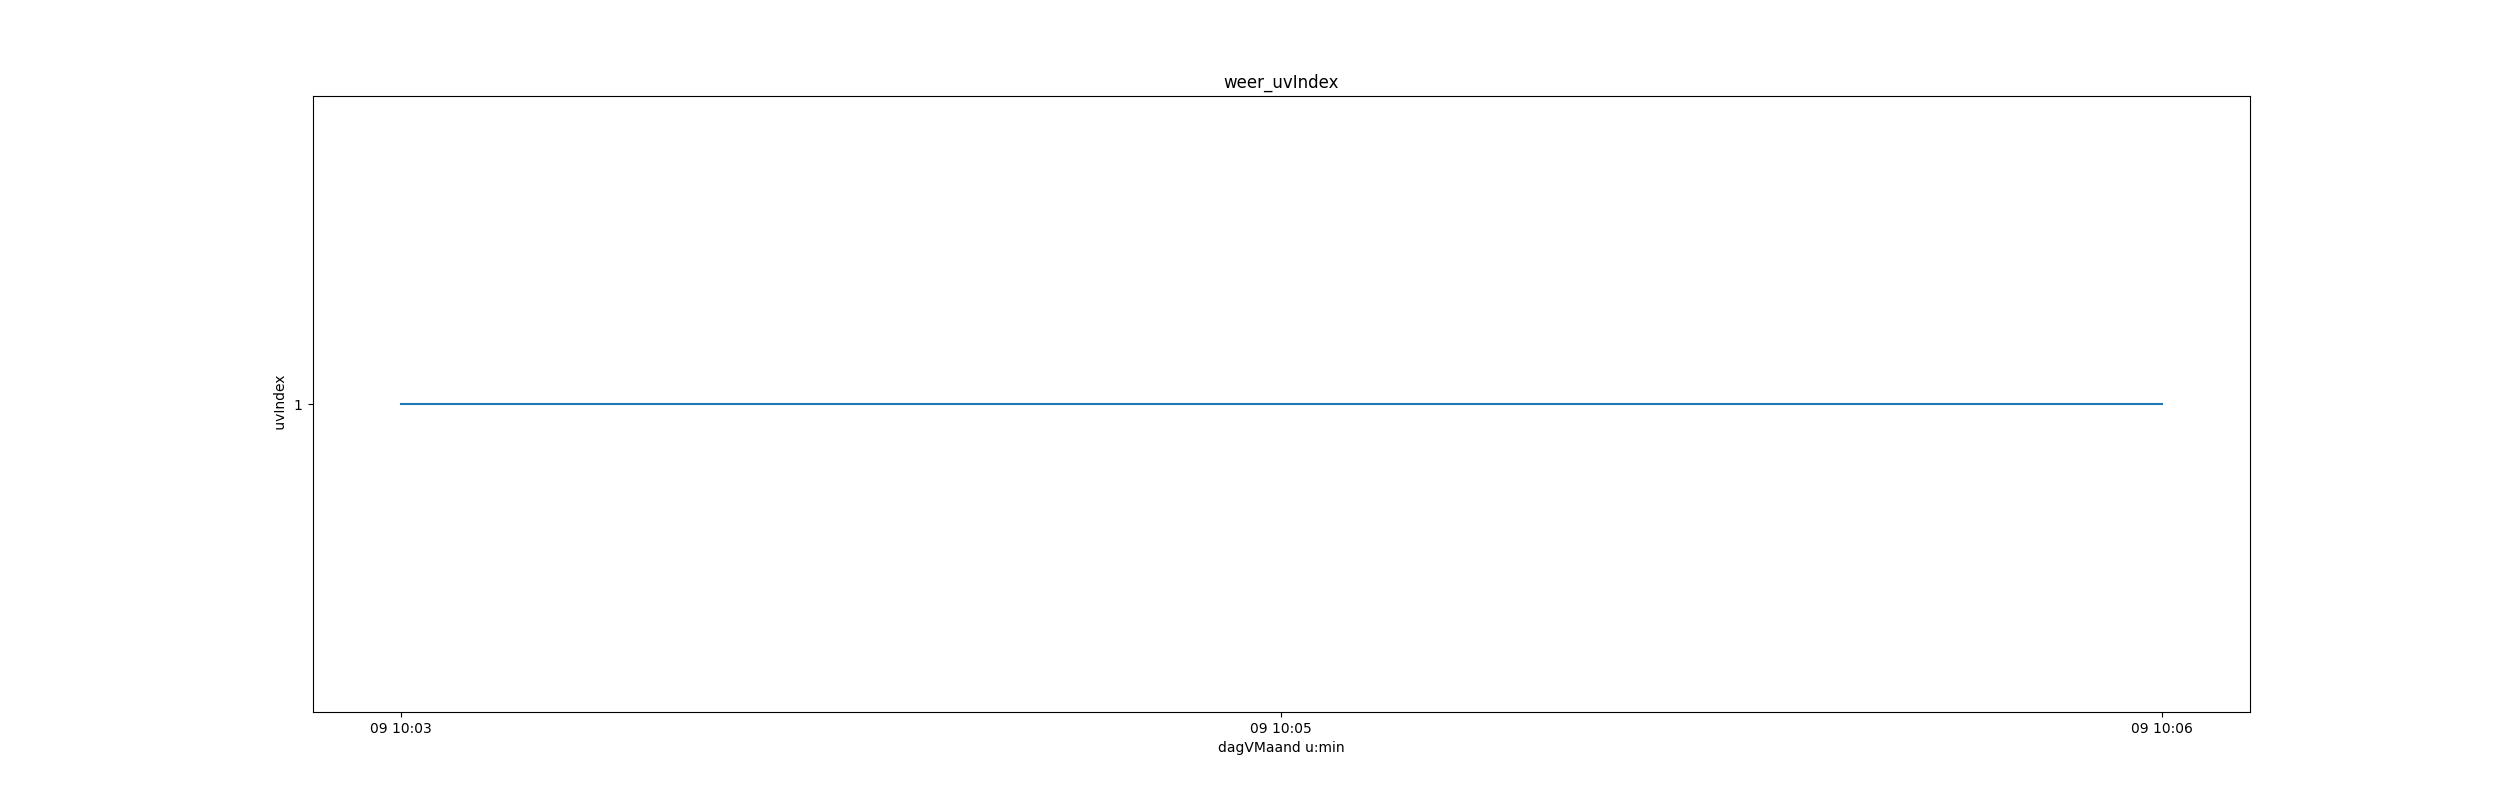 weer_uvIndex
uvIndex
1
09 10:03
09 10:05
09 10:06
dagVMaand u:min